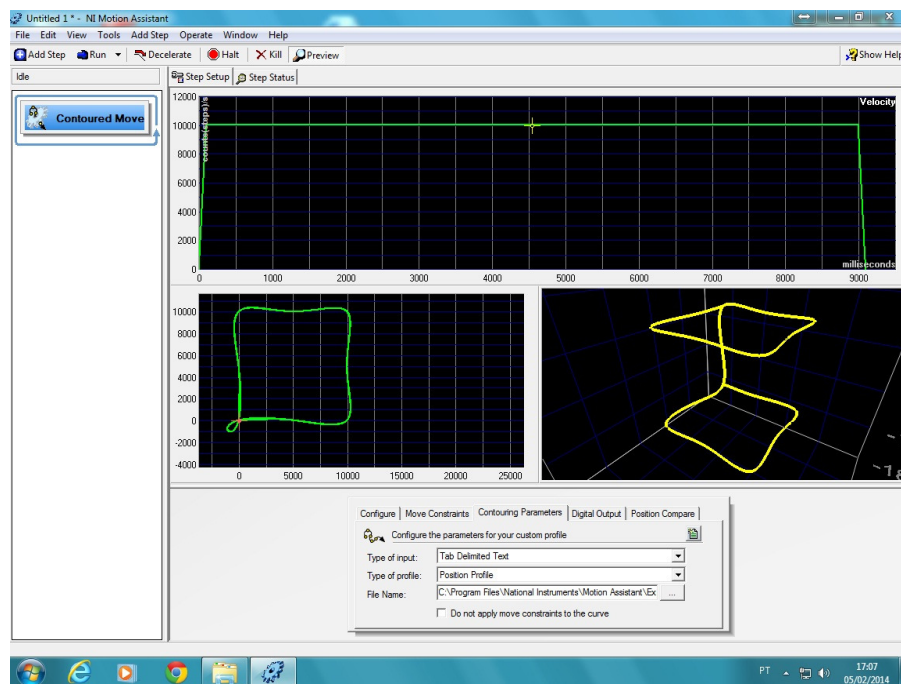 Untitled 1 * - NI Motion Assistant
File Edit View Tools Add Step Operate Window Help
Add Step Run Decelerate Halt Kill Preview Show Help
Idle Step Setup Step Status
Contoured Move
12000
10000
8000
6000
4000
2000
0
counts(steps)/s
Velocity
milliseconds
0 1000 2000 3000 4000 5000 6000 7000 8000 9000
10000
8000
6000
4000
2000
0
-2000
-4000
0 5000 10000 15000 20000 25000
Configure Move Constraints Contouring Parameters Digital Output Position Compare
Configure the parameters for your custom profile
Type of input: Tab Delimited Text
Type of profile: Position Profile
File Name: C:\Program Files\National Instruments\Motion Assistant\Ex ...
Do not apply move constraints to the curve
PT 17:07
05/02/2014